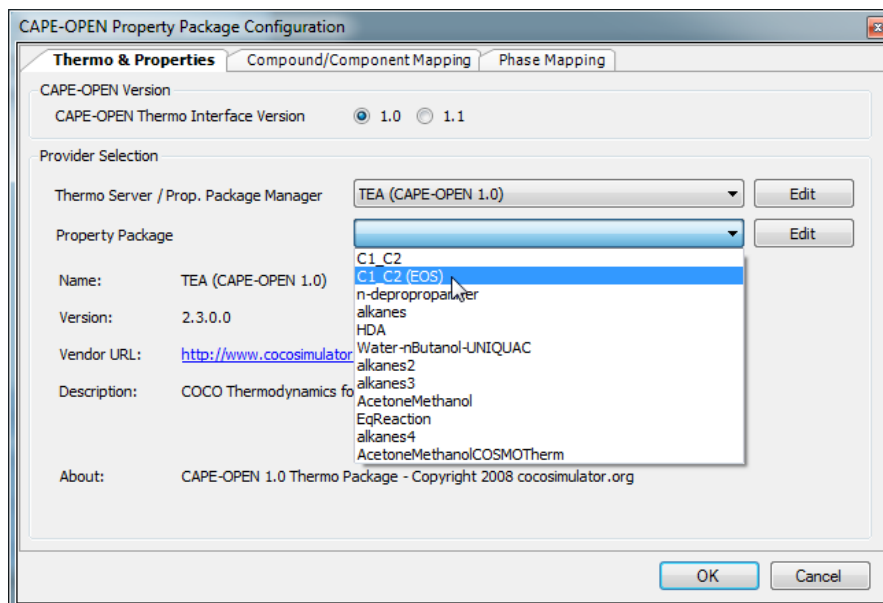 CAPE-OPEN Property Package Configuration
Thermo & Properties Compound/Component Mapping Phase Mapping
CAPE-OPEN Version
CAPE-OPEN Thermo Interface Version 1.0 1.1
Provider Selection
Thermo Server / Prop. Package Manager TEA (CAPE-OPEN 1.0) Edit
Property Package Edit
C1_C2
Name: TEA (CAPE-OPEN 1.0) C1_C2 (EOS)
n-depropropanizer
Version: 2.3.0.0 alkanes
HDA
Vendor URL: http://www.cocosimulator Water-nButanol-UNIQUAC
alkanes2
Description: COCO Thermodynamics fo alkanes3
AcetoneMethanol
EqReaction
alkanes4
AcetoneMethanolCOSMOTherm
About: CAPE-OPEN 1.0 Thermo Package - Copyright 2008 cocosimulator.org
OK Cancel